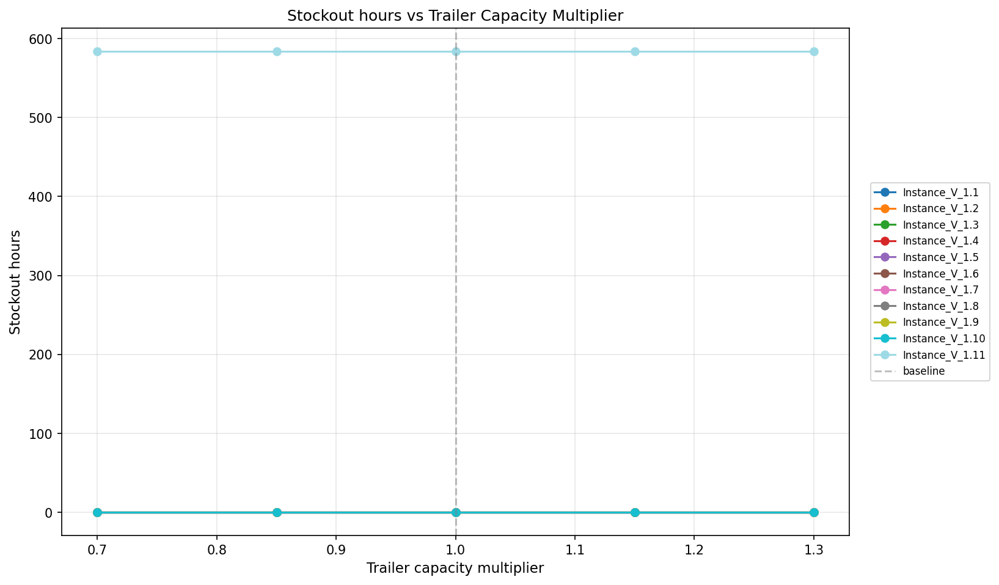 Stockout hours vs Trailer Capacity Multiplier
600
500
400
300
200
100
0
Stockout hours
0.7
0.8
0.9
1.0
1.1
1.2
1.3
Trailer capacity multiplier
Instance_V_1.1
Instance_V_1.2
Instance_V_1.3
Instance_V_1.4
Instance_V_1.5
Instance_V_1.6
Instance_V_1.7
Instance_V_1.8
Instance_V_1.9
Instance_V_1.10
Instance_V_1.11
baseline